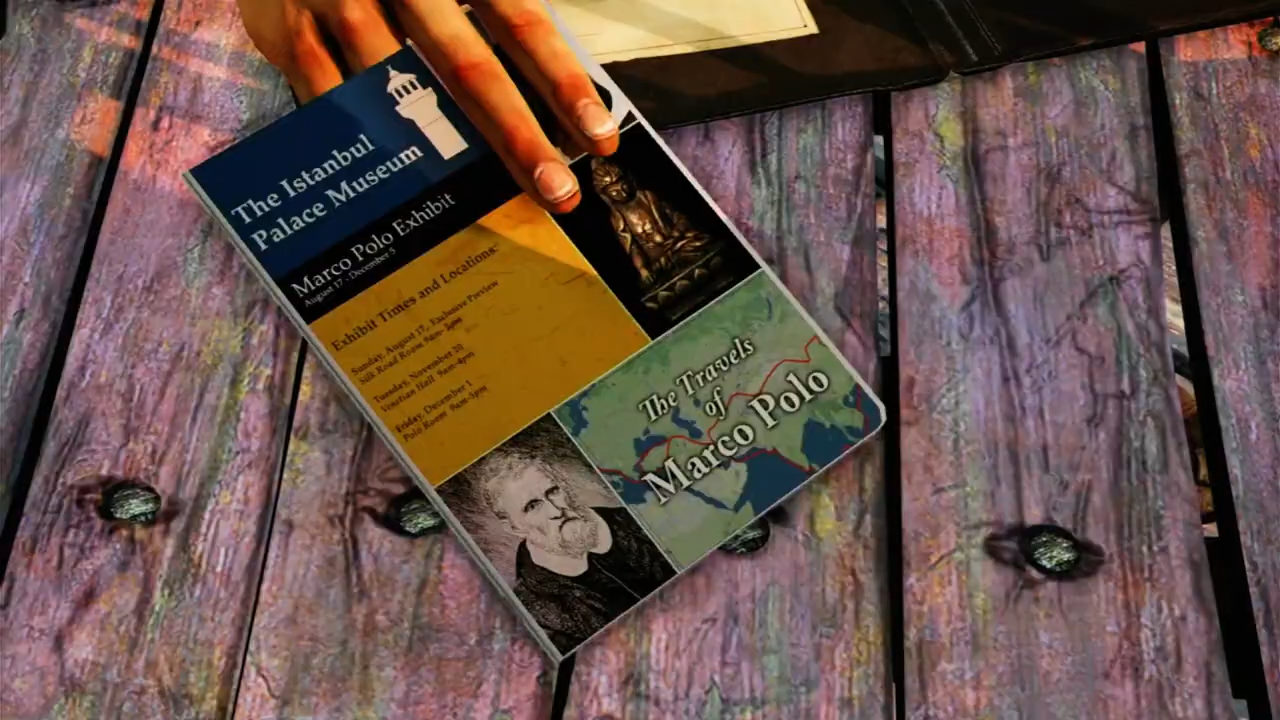 The Istanbul
Palace Museum
Marco Polo Exhibit
August 17 - December 5
Exhibit Times and Locations:
Sunday, August 17, Exclusive Preview
Silk Road Room 9am-3pm
Tuesday, November 20
Venetian Hall 9am-4pm
Friday, December 1
Polo Room 9am-5pm
The Travels
of
Marco Polo